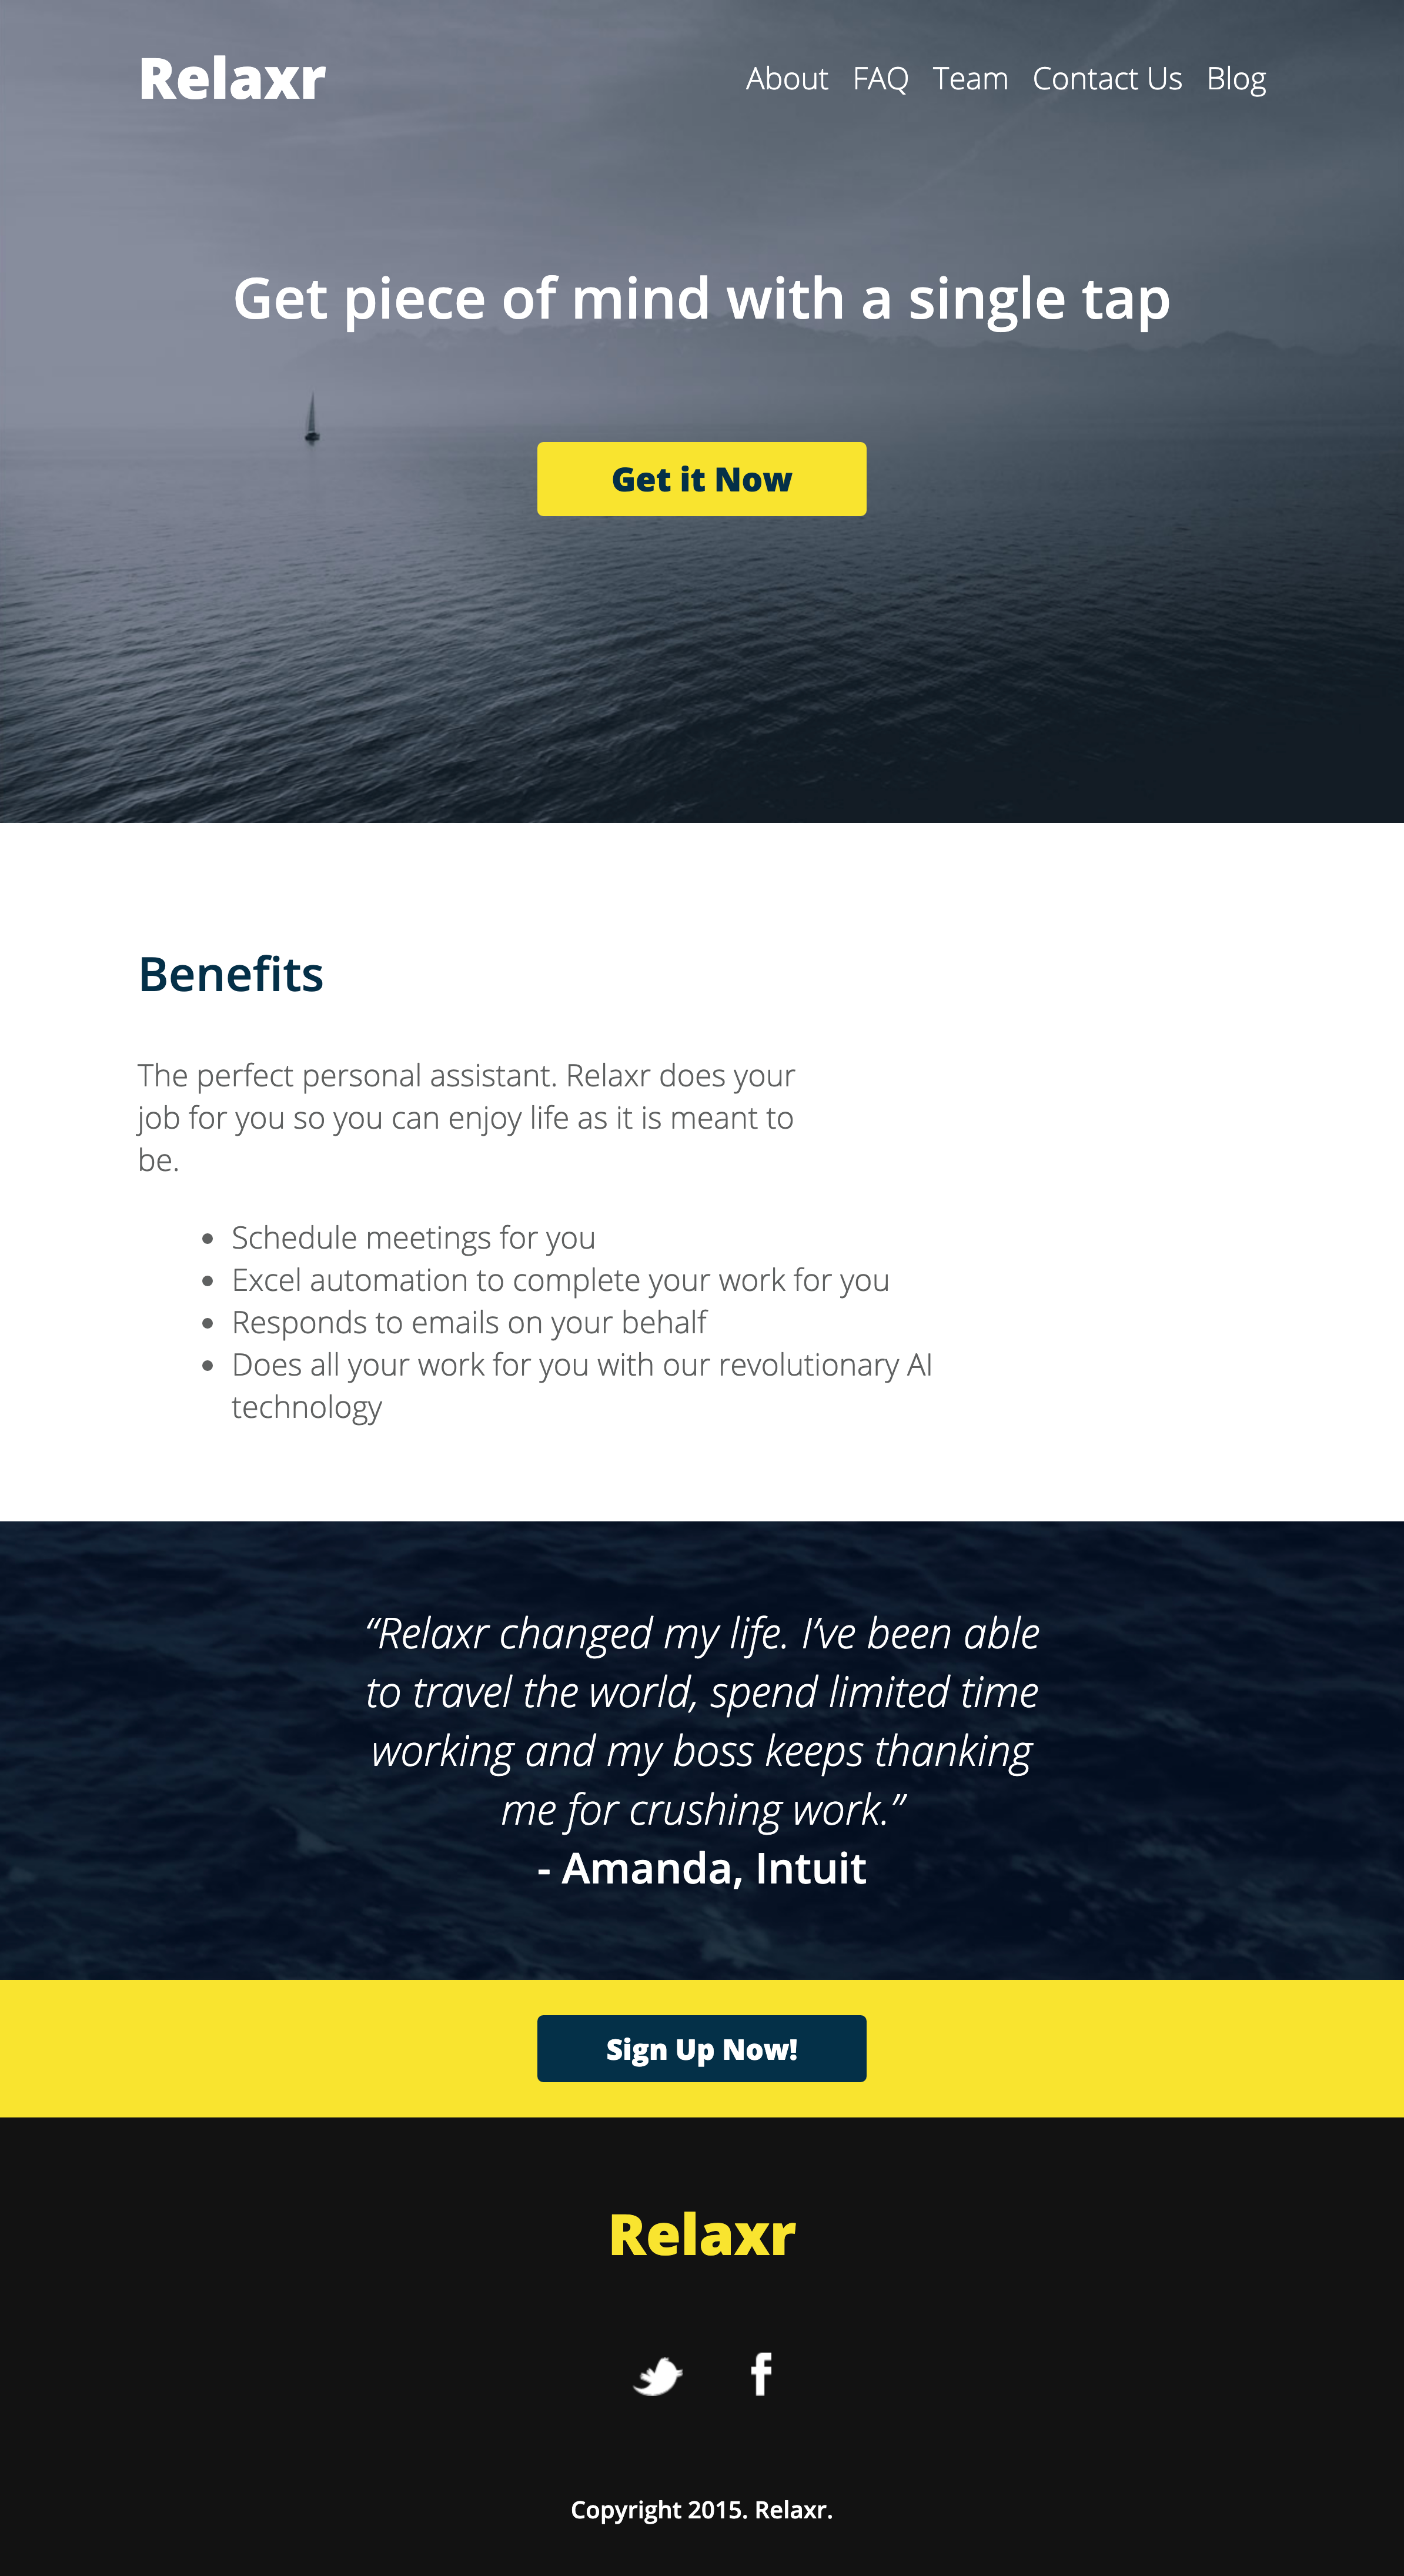 Relaxr
About FAQ Team Contact Us Blog
Get piece of mind with a single tap
Get it Now
Benefits
The perfect personal assistant. Relaxr does your
job for you so you can enjoy life as it is meant to
be.
• Schedule meetings for you
• Excel automation to complete your work for you
• Responds to emails on your behalf
• Does all your work for you with our revolutionary AI
technology
“Relaxr changed my life. I’ve been able
to travel the world, spend limited time
working and my boss keeps thanking
me for crushing work.”
- Amanda, Intuit
Sign Up Now!
Relaxr
Copyright 2015. Relaxr.